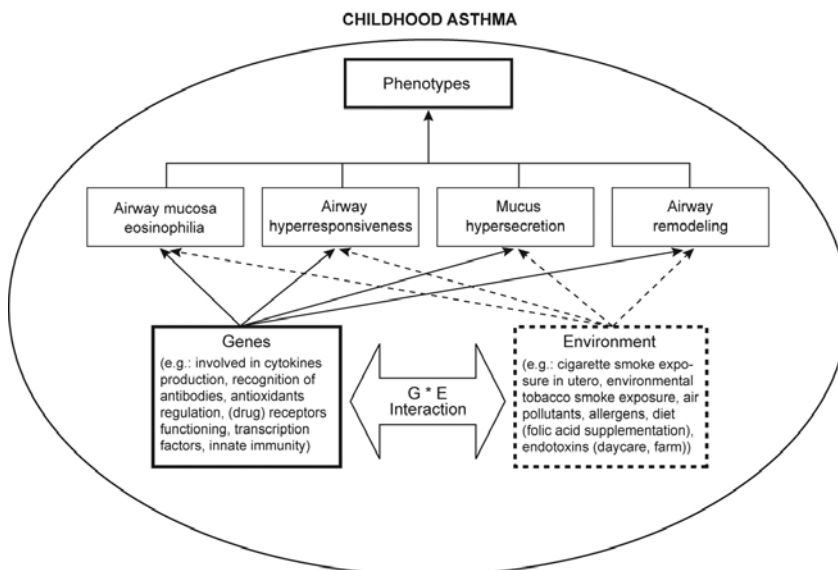 CHILDHOOD ASTHMA
Phenotypes
Airway mucosa
eosinophilia
Airway
hyperresponsiveness
Mucus
hypersecretion
Airway
remodeling
Genes
(e.g.: involved in cytokines
production, recognition of
antibodies, antioxidants
regulation, (drug) receptors
functioning, transcription
factors, innate immunity)
G * E
Interaction
Environment
(e.g.: cigarette smoke expo-
sure in utero, environmental
tobacco smoke exposure, air
pollutants, allergens, diet
(folic acid supplementation),
endotoxins (daycare, farm))